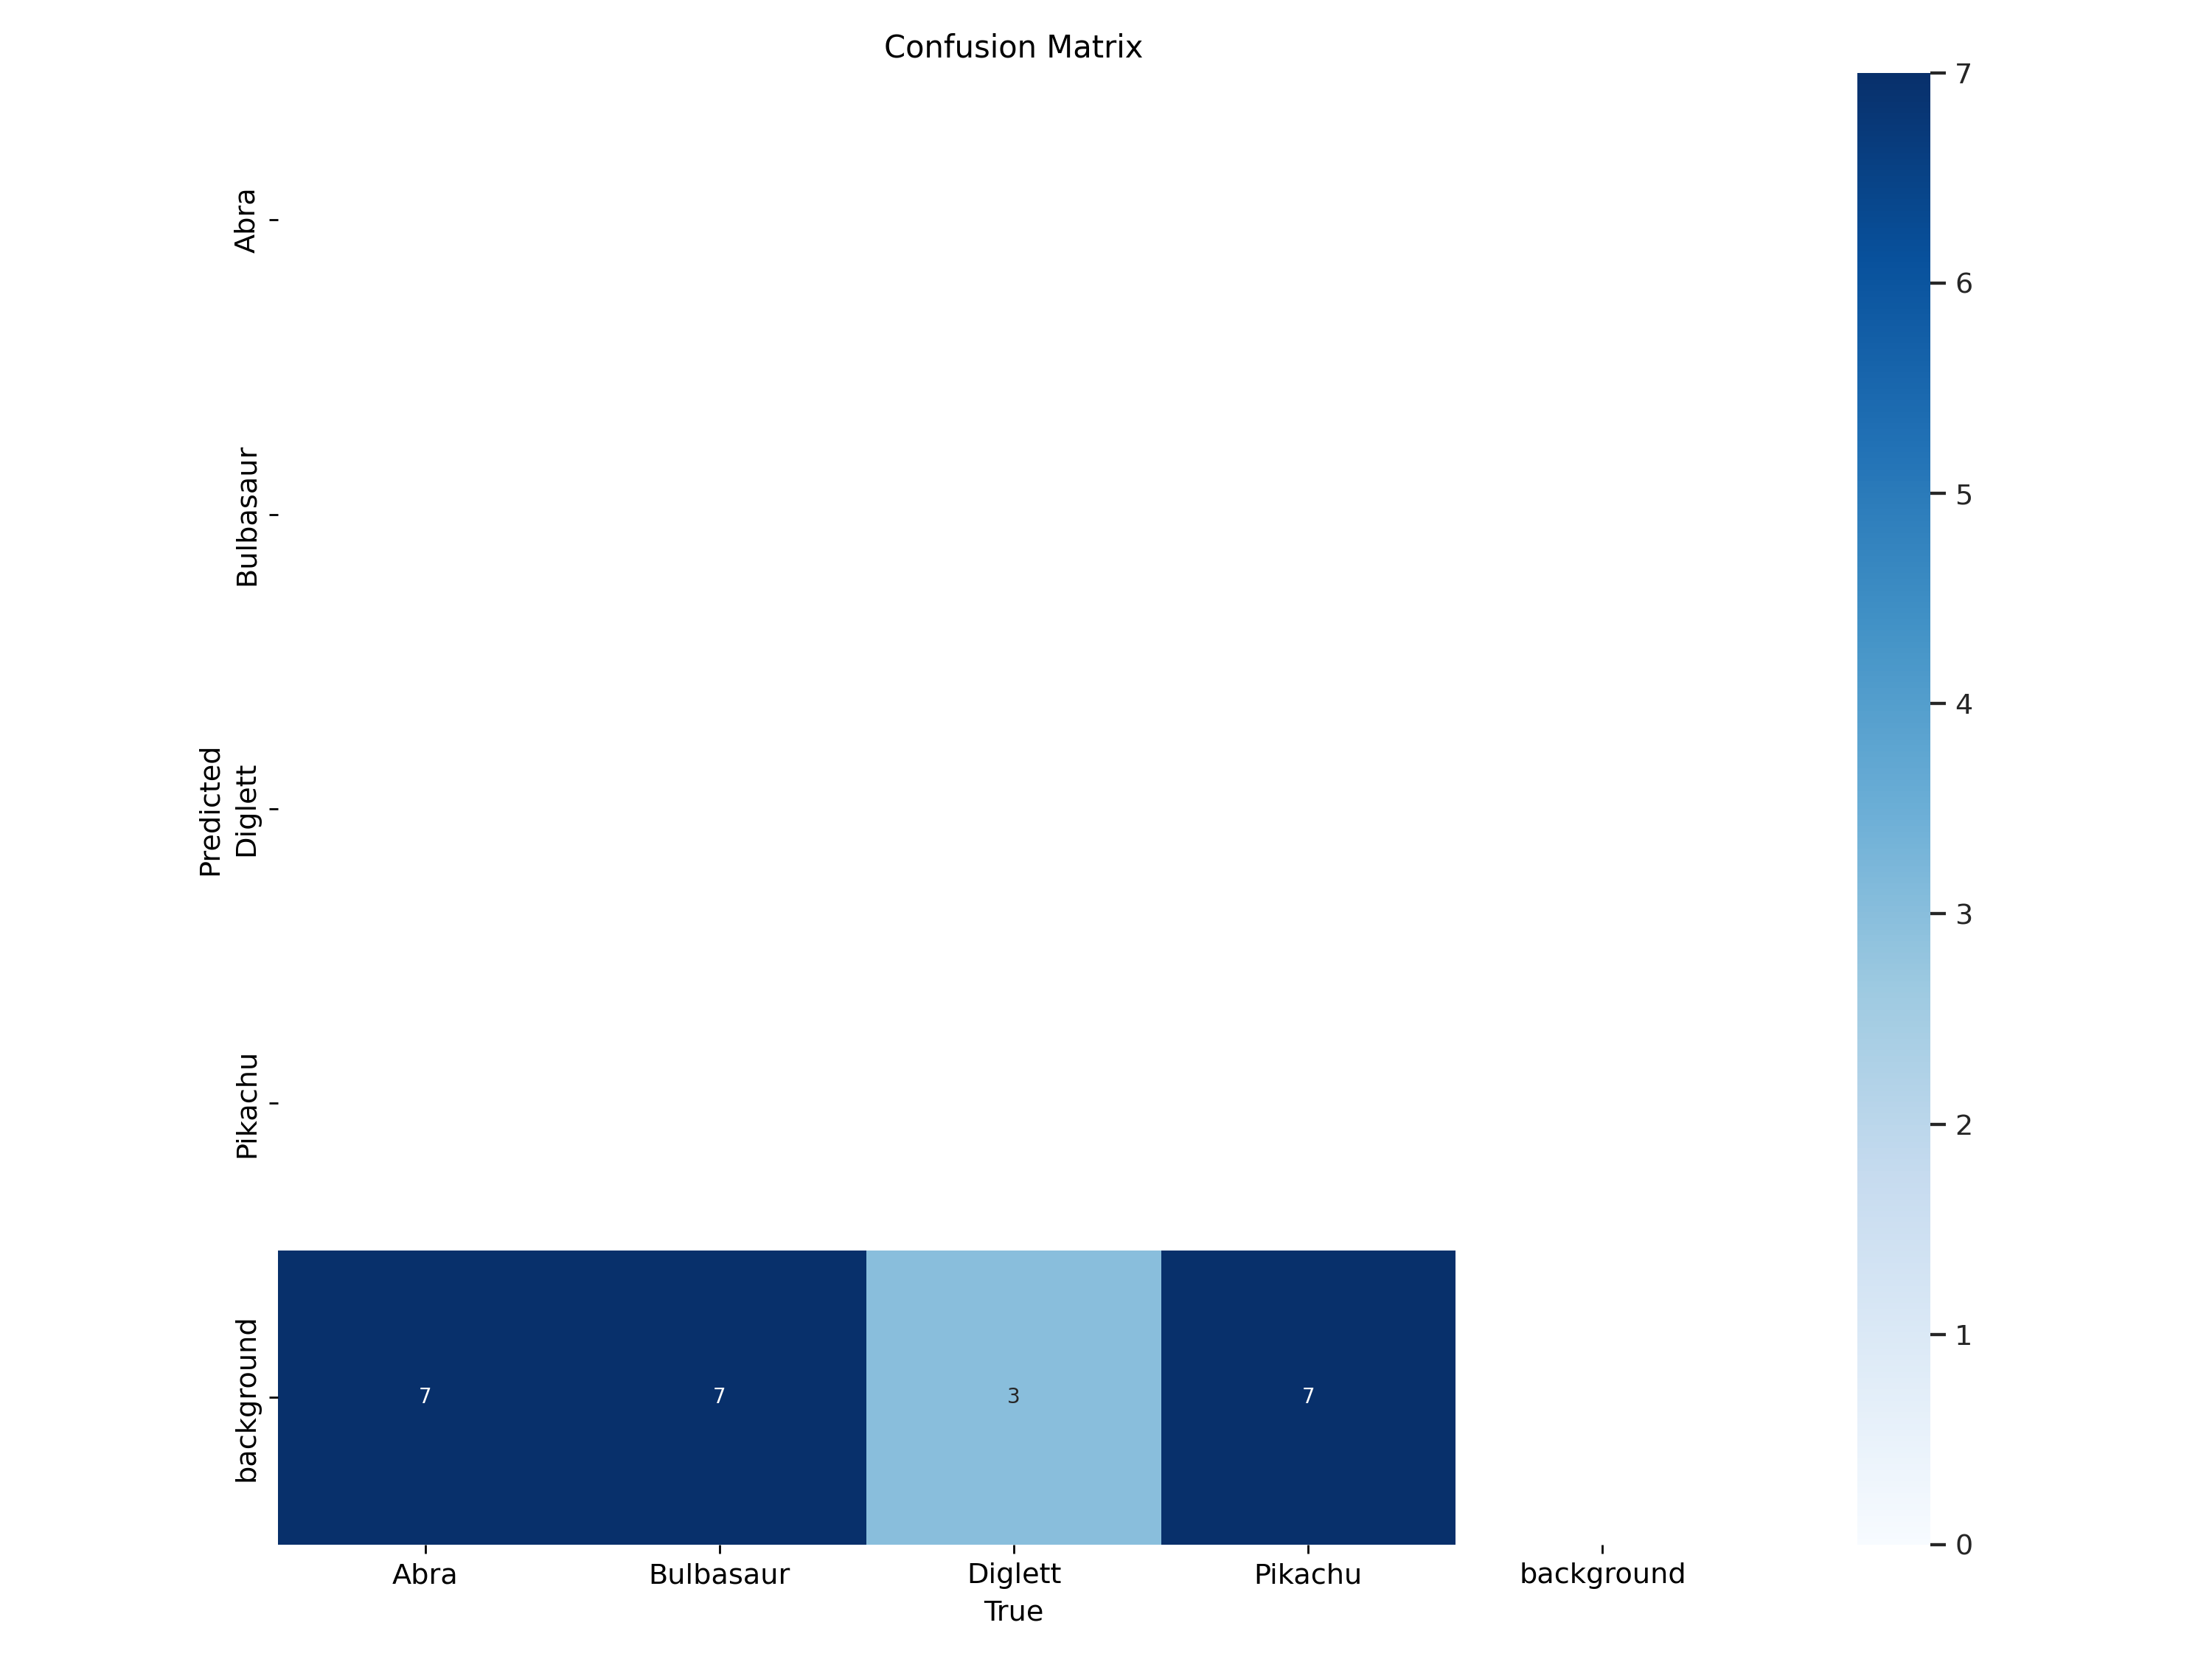 Confusion Matrix
Abra
Bulbasaur
Diglett
Pikachu
background
Predicted
7 7 3 7
Abra Bulbasaur Diglett Pikachu background
True
7
6
5
4
3
2
1
0